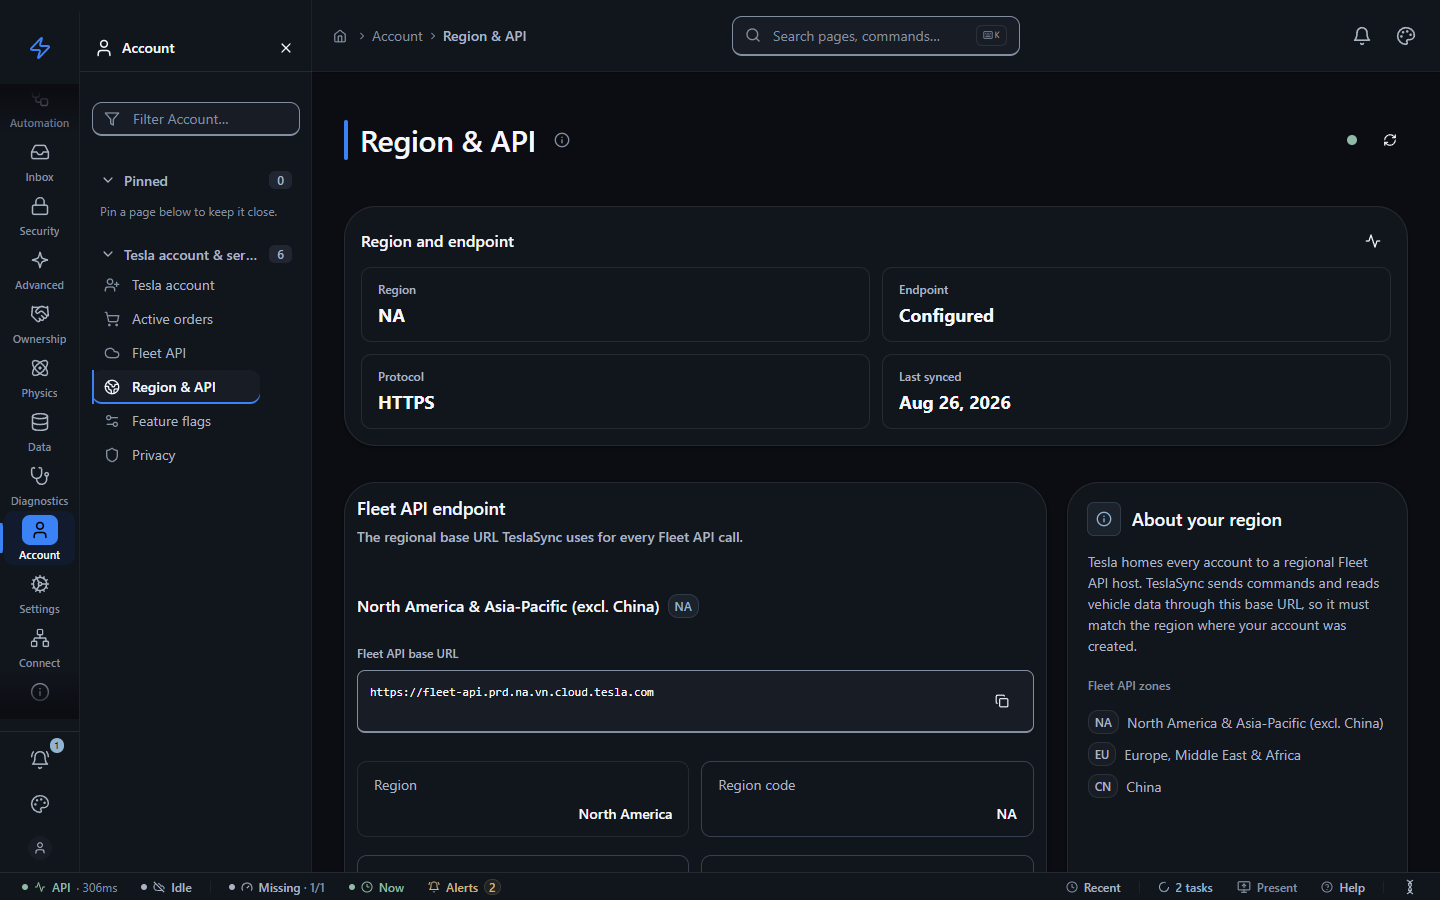 Account
Account
Region & API
Search pages, commands...
K
Automation
Inbox
Security
Advanced
Ownership
Physics
Data
Diagnostics
Account
Settings
Connect
1
Filter Account...
Pinned
0
Pin a page below to keep it close.
Tesla account & ser...
6
Tesla account
Active orders
Fleet API
Region & API
Feature flags
Privacy
Region & API
Region and endpoint
Region
NA
Endpoint
Configured
Protocol
HTTPS
Last synced
Aug 26, 2026
Fleet API endpoint
The regional base URL TeslaSync uses for every Fleet API call.
North America & Asia-Pacific (excl. China)
NA
Fleet API base URL
https://fleet-api.prd.na.vn.cloud.tesla.com
Region
North America
Region code
NA
About your region
Tesla homes every account to a regional Fleet
API host. TeslaSync sends commands and reads
vehicle data through this base URL, so it must
match the region where your account was
created.
Fleet API zones
NA North America & Asia-Pacific (excl. China)
EU Europe, Middle East & Africa
CN China
API · 306ms
Idle
Missing · 1/1
Now
Alerts 2
Recent
2 tasks
Present
Help